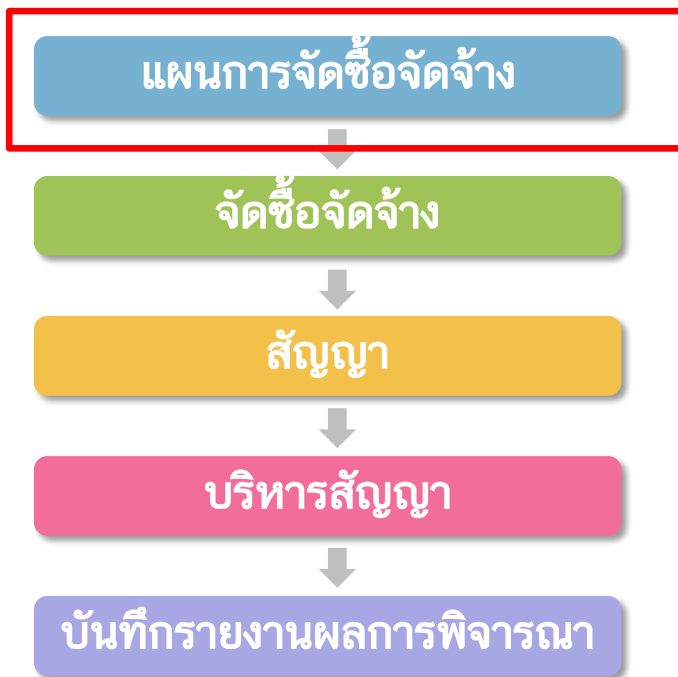 แผนการจัดซื้อจัดจ้าง
จัดซื้อจัดจ้าง
สัญญา
บริหารสัญญา
บันทึกรายงานผลการพิจารณา